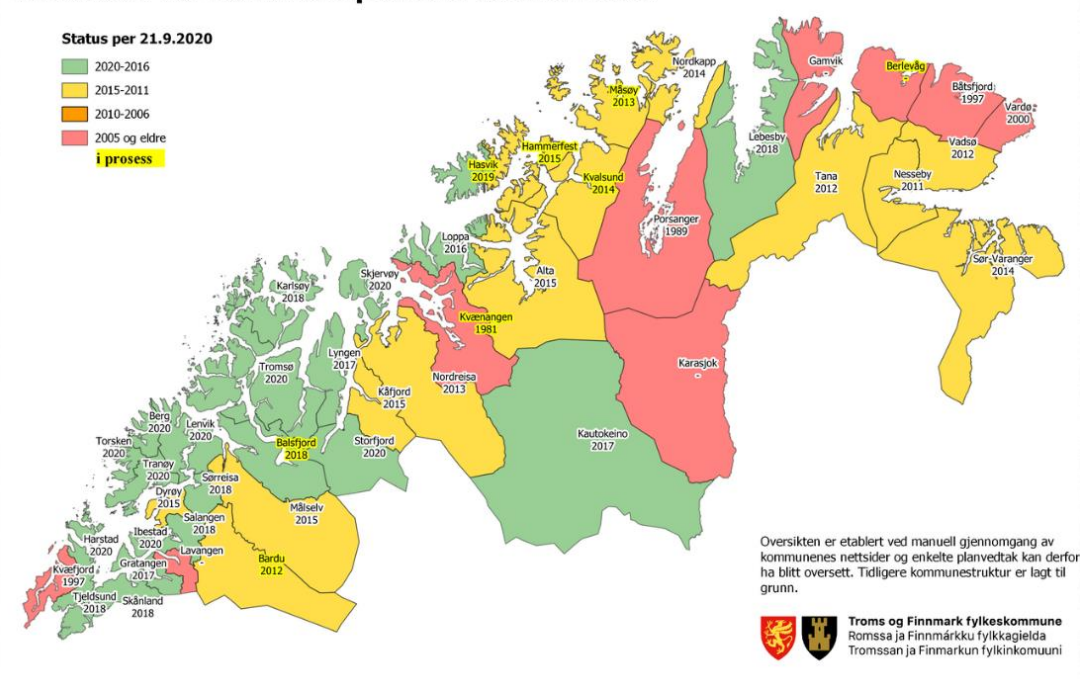 Status per 21.9.2020
2020-2016
2015-2011
2010-2006
2005 og eldre
i prosess
Nordkapp
2014
Gamvik
-
Berlevåg
-
Båtsfjord
1997
Vardø
2000
Måsøy
2013
Lebesby
2018
Vadsø
2012
Hammerfest
2015
Hasvik
2019
Kvalsund
2014
Tana
2012
Nesseby
2011
Porsanger
1989
Loppa
2016
Sør-Varanger
2014
Alta
2015
Skjervøy
2020
Karlsøy
2018
Kvænangen
1981
Lyngen
2017
Tromsø
2020
Nordreisa
2013
Karasjok
-
Kåfjord
2015
Berg
2020
Lenvik
2020
Kautokeino
2017
Torsken
2020
Balsfjord
2018
Storfjord
2020
Tranøy
2020
Sørreisa
2018
Dyrøy
2015
Målselv
2015
Salangen
2018
Harstad
2020
Ibestad
2020
Lavangen
-
Gratangen
2017
Bardu
2012
Kvæfjord
1997
Tjeldsund
2018
Skånland
2018
Oversikten er etablert ved manuell gjennomgang av
kommunenes nettsider og enkelte planvedtak kan derfor
ha blitt oversett. Tidligere kommunestruktur er lagt til
grunn.
Troms og Finnmark fylkeskommune
Romssa ja Finnmárkku fylkkagielda
Tromssan ja Finmarkun fylkinkomuuni